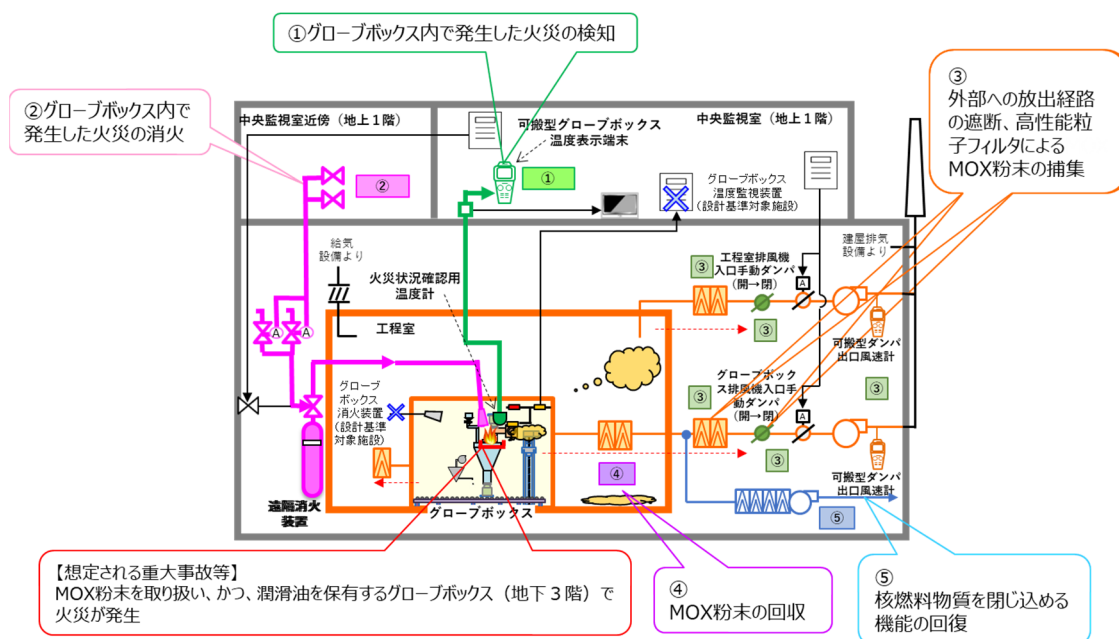 ①グローブボックス内で発生した火災の検知
②グローブボックス内で
発生した火災の消火
③
外部への放出経路
の遮断、高性能粒
子フィルタによる
MOX粉末の捕集
中央監視室近傍（地上１階）
中央監視室（地上１階）
可搬型グローブボックス
温度表示端末
①
②
グローブボックス
温度監視装置
(設計基準対象施設)
給気
設備より
火災状況確認用
温度計
建屋排気
設備より
③
工程室排風機
入口手動ダンパ
(開→閉)
A
A
A
工程室
③
可搬型ダンパ
出口風速計
グローブ
ボックス
消火装置
(設計基準
対象施設)
③
グローブボック
ス排風機入口手
動ダンパ
(開→閉)
A
③
③
④
可搬型ダンパ
出口風速計
⑤
遠隔消火
装置
グローブボックス
【想定される重大事故等】
MOX粉末を取り扱い、かつ、潤滑油を保有するグローブボックス（地下３階）で
火災が発生
④
MOX粉末の回収
⑤
核燃料物質を閉じ込める
機能の回復